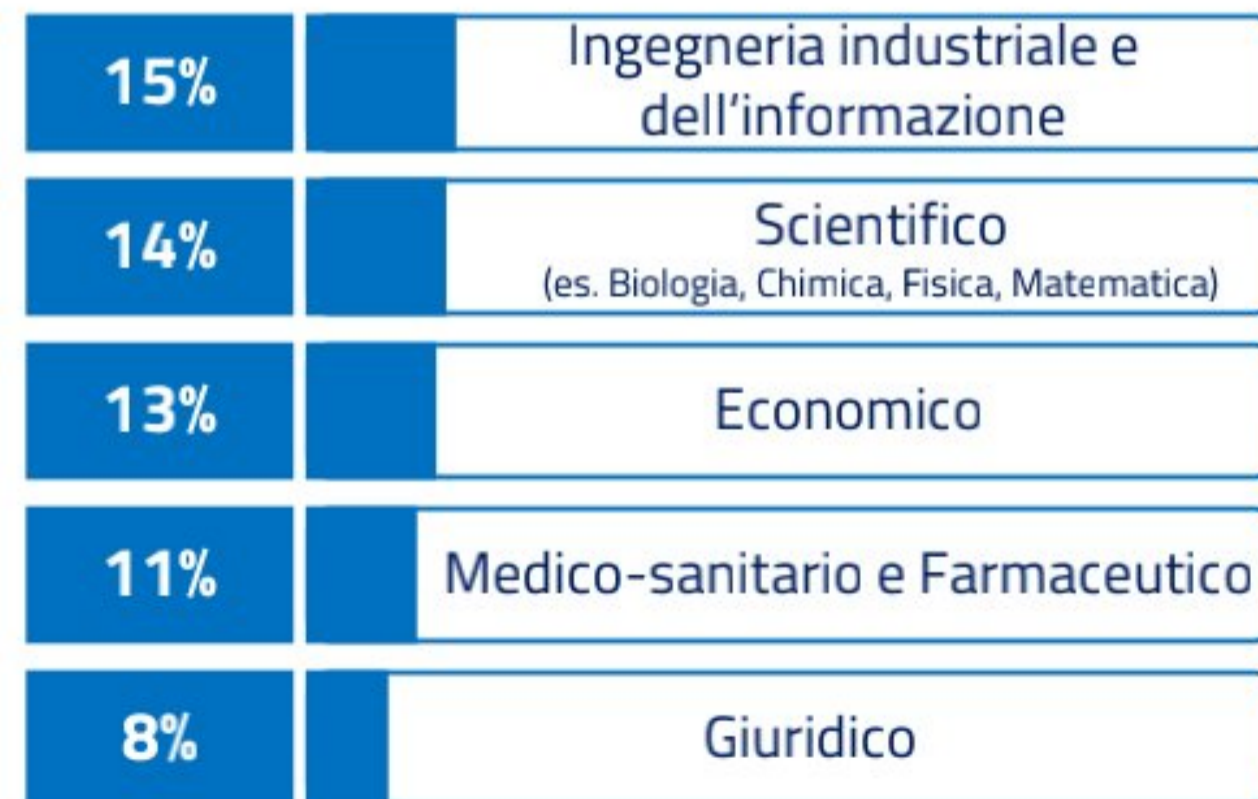 15%
Ingegneria industriale e
dell'informazione
14%
Scientifico
(es. Biologia, Chimica, Fisica, Matematica)
13%
Economico
11%
Medico-sanitario e Farmaceutico
8%
Giuridico